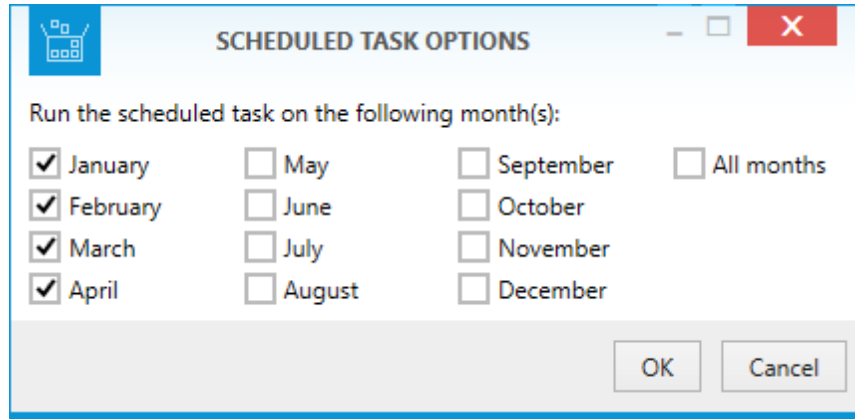 SCHEDULED TASK OPTIONS
Run the scheduled task on the following month(s):
January May September All months
February June October
March July November
April August December
OK Cancel